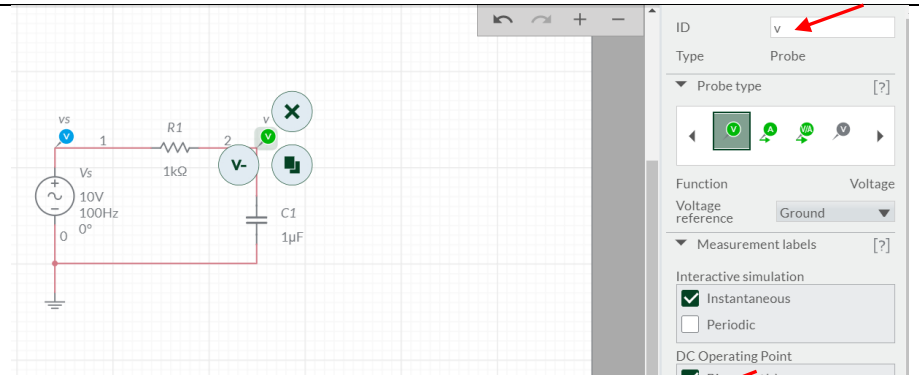 ID v
Type Probe
Probe type [?]
V A V/A V
Function Voltage
Voltage reference Ground
Measurement labels [?]
Interactive simulation
Instantaneous
Periodic
DC Operating Point
vs
V
1
R1
1kΩ
2
v
V
V-
Vs
10V
100Hz
0°
0
C1
1μF